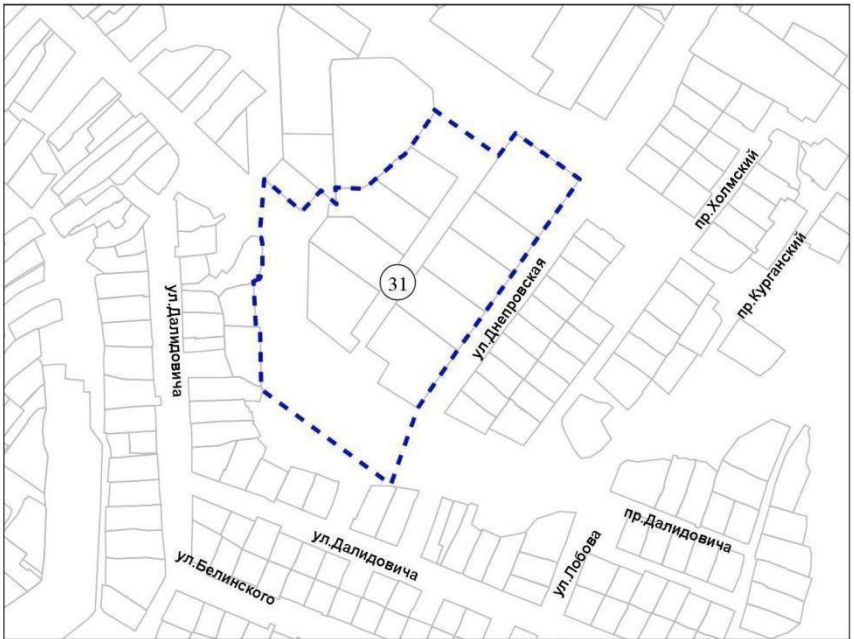 пр.Холмский
пр.Курганский
31
ул.Днепровская
ул.Далидовича
пр.Далидовича
ул.Далидовича
ул.Лобова
ул.Белинского